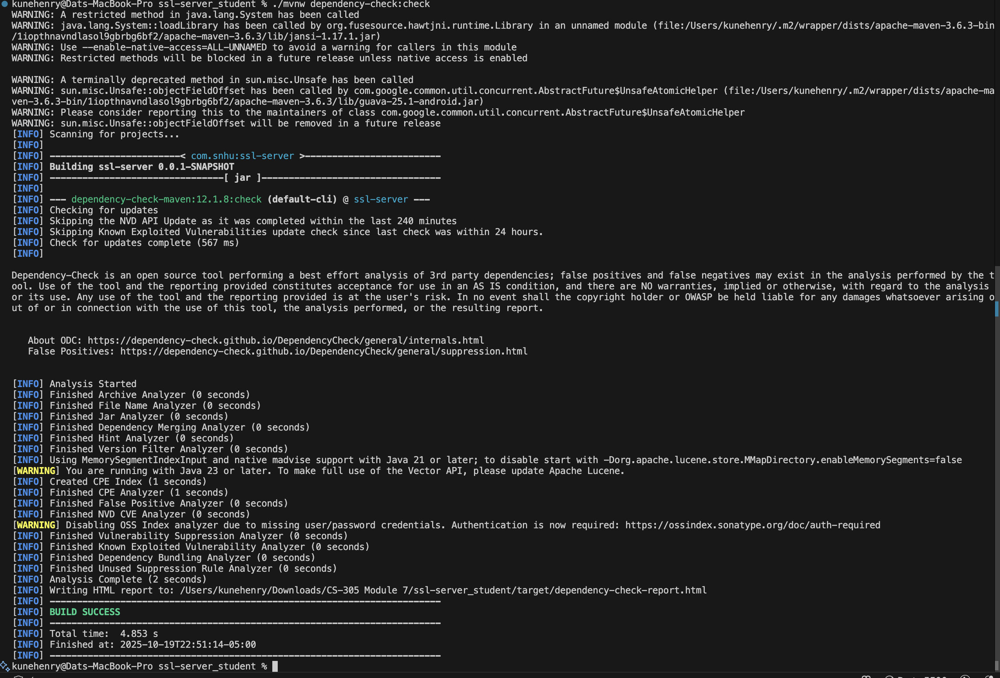 kunehenry@Dats-MacBook-Pro ssl-server_student % ./mvnw dependency-check:check
WARNING: A restricted method in java.lang.System has been called
WARNING: java.lang.System::loadLibrary has been called by org.fusesource.hawtjni.runtime.Library in an unnamed module (file:/Users/kunehenry/.m2/wrapper/dists/apache-maven-3.6.3-bin
/1iopthnavndlasol9gbrbg6bf2/apache-maven-3.6.3/lib/jansi-1.17.1.jar)
WARNING: Use --enable-native-access=ALL-UNNAMED to avoid a warning for callers in this module
WARNING: Restricted methods will be blocked in a future release unless native access is enabled
WARNING: A terminally deprecated method in sun.misc.Unsafe has been called
WARNING: sun.misc.Unsafe::objectFieldOffset has been called by com.google.common.util.concurrent.AbstractFuture$UnsafeAtomicHelper (file:/Users/kunehenry/.m2/wrapper/dists/apache-ma
ven-3.6.3-bin/1iopthnavndlasol9gbrbg6bf2/apache-maven-3.6.3/lib/guava-25.1-android.jar)
WARNING: Please consider reporting this to the maintainers of class com.google.common.util.concurrent.AbstractFuture$UnsafeAtomicHelper
WARNING: sun.misc.Unsafe::objectFieldOffset will be removed in a future release
[INFO] Scanning for projects...
[INFO]
[INFO] ------------------------< com.snhu:ssl-server >-------------------------
[INFO] Building ssl-server 0.0.1-SNAPSHOT
[INFO] --------------------------------[ jar ]---------------------------------
[INFO]
[INFO] --- dependency-check-maven:12.1.8:check (default-cli) @ ssl-server ---
[INFO] Checking for updates
[INFO] Skipping the NVD API Update as it was completed within the last 240 minutes
[INFO] Skipping Known Exploited Vulnerabilities update check since last check was within 24 hours.
[INFO] Check for updates complete (567 ms)
[INFO]
Dependency-Check is an open source tool performing a best effort analysis of 3rd party dependencies; false positives and false negatives may exist in the analysis performed by the t
ool. Use of the tool and the reporting provided constitutes acceptance for use in an AS IS condition, and there are NO warranties, implied or otherwise, with regard to the analysis
or its use. Any use of the tool and the reporting provided is at the user's risk. In no event shall the copyright holder or OWASP be held liable for any damages whatsoever arising o
ut of or in connection with the use of this tool, the analysis performed, or the resulting report.
About ODC: https://dependency-check.github.io/DependencyCheck/general/internals.html
False Positives: https://dependency-check.github.io/DependencyCheck/general/suppression.html
[INFO] Analysis Started
[INFO] Finished Archive Analyzer (0 seconds)
[INFO] Finished File Name Analyzer (0 seconds)
[INFO] Finished Jar Analyzer (0 seconds)
[INFO] Finished Dependency Merging Analyzer (0 seconds)
[INFO] Finished Hint Analyzer (0 seconds)
[INFO] Finished Version Filter Analyzer (0 seconds)
[INFO] Using MemorySegmentIndexInput and native madvise support with Java 21 or later; to disable start with -Dorg.apache.lucene.store.MMapDirectory.enableMemorySegments=false
[WARNING] You are running with Java 23 or later. To make full use of the Vector API, please update Apache Lucene.
[INFO] Created CPE Index (1 seconds)
[INFO] Finished CPE Analyzer (1 seconds)
[INFO] Finished False Positive Analyzer (0 seconds)
[INFO] Finished NVD CVE Analyzer (0 seconds)
[WARNING] Disabling OSS Index analyzer due to missing user/password credentials. Authentication is now required: https://ossindex.sonatype.org/doc/auth-required
[INFO] Finished Vulnerability Suppression Analyzer (0 seconds)
[INFO] Finished Known Exploited Vulnerability Analyzer (0 seconds)
[INFO] Finished Dependency Bundling Analyzer (0 seconds)
[INFO] Finished Unused Suppression Rule Analyzer (0 seconds)
[INFO] Analysis Complete (2 seconds)
[INFO] Writing HTML report to: /Users/kunehenry/Downloads/CS-305 Module 7/ssl-server_student/target/dependency-check-report.html
[INFO] ------------------------------------------------------------------------
[INFO] BUILD SUCCESS
[INFO] ------------------------------------------------------------------------
[INFO] Total time:  4.853 s
[INFO] Finished at: 2025-10-19T22:51:14-05:00
[INFO] ------------------------------------------------------------------------
kunehenry@Dats-MacBook-Pro ssl-server_student %